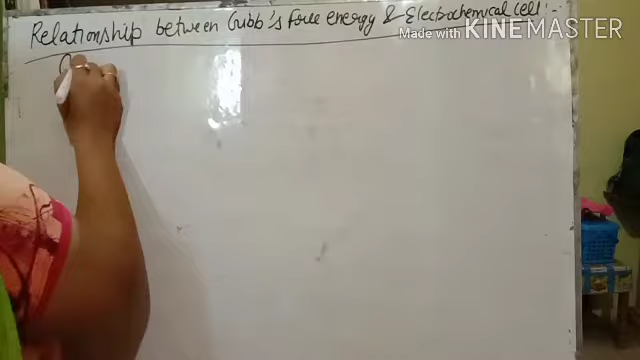 Relationship between Gibb's free energy & Electrochemical cell :-
Made with KINEMASTER